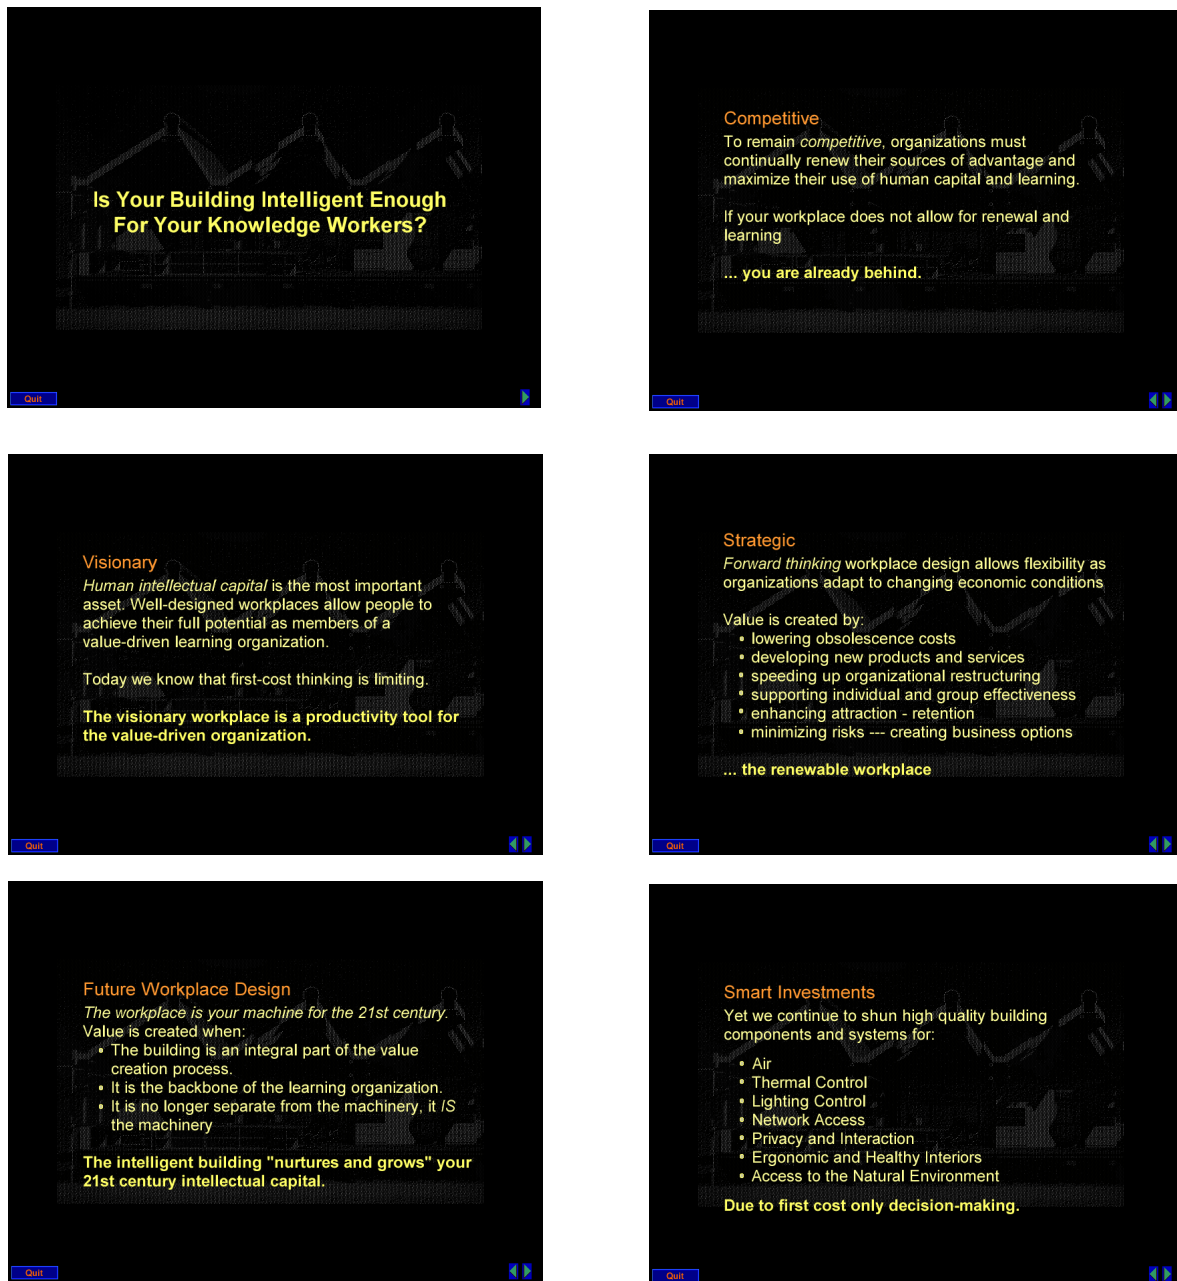 Is Your Building Intelligent Enough
For Your Knowledge Workers?
Quit
Competitive
To remain competitive, organizations must
continually renew their sources of advantage and
maximize their use of human capital and learning.
If your workplace does not allow for renewal and
learning
... you are already behind.
Quit
Visionary
Human intellectual capital is the most important
asset. Well-designed workplaces allow people to
achieve their full potential as members of a
value-driven learning organization.
Today we know that first-cost thinking is limiting.
The visionary workplace is a productivity tool for
the value-driven organization.
Quit
Strategic
Forward thinking workplace design allows flexibility as
organizations adapt to changing economic conditions
Value is created by:
• lowering obsolescence costs
• developing new products and services
• speeding up organizational restructuring
• supporting individual and group effectiveness
• enhancing attraction - retention
• minimizing risks --- creating business options
... the renewable workplace
Quit
Future Workplace Design
The workplace is your machine for the 21st century.
Value is created when:
• The building is an integral part of the value
creation process.
• It is the backbone of the learning organization.
• It is no longer separate from the machinery, it IS
the machinery
The intelligent building "nurtures and grows" your
21st century intellectual capital.
Quit
Smart Investments
Yet we continue to shun high quality building
components and systems for:
• Air
• Thermal Control
• Lighting Control
• Network Access
• Privacy and Interaction
• Ergonomic and Healthy Interiors
• Access to the Natural Environment
Due to first cost only decision-making.
Quit